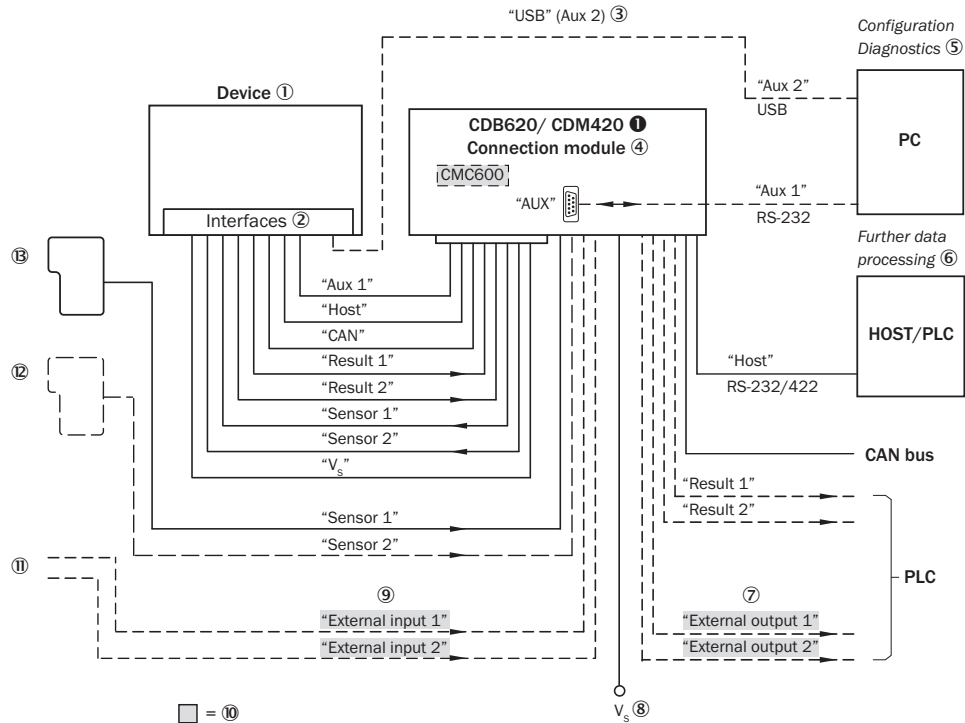 “USB” (Aux 2) ③
Configuration
Diagnostics ⑤
Device ①
“Aux 2”
USB
CDB620/ CDM420 ❶
Connection module ④
PC
CMC600
“AUX”
“Aux 1”
RS-232
Interfaces ②
⑬
Further data
processing ⑥
“Aux 1”
“Host”
“CAN”
HOST/PLC
⑫
“Result 1”
“Host”
“Result 2”
RS-232/422
“Sensor 1”
“Sensor 2”
CAN bus
“Vs”
“Result 1”
“Sensor 1”
“Result 2”
“Sensor 2”
⑪
PLC
⑨
⑦
“External input 1”
“External output 1”
“External input 2”
“External output 2”
= ⑩
Vs ⑧